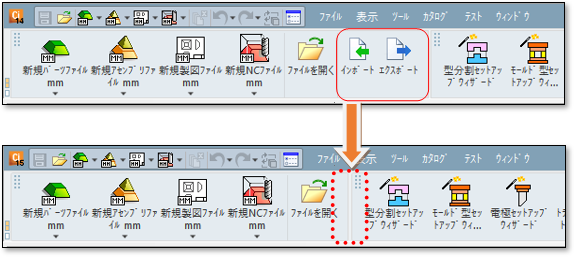 14
ファイル 表示 ツール カタログ テスト ウィンドウ
新規パーツファイル mm
新規アセンブリファイル mm
新規製図ファイル mm
新規NCファイル mm
ファイルを開く
インポート
エクスポート
型分割セットアップウィザード
モールド型セットアップウィ...
15
ファイル 表示 ツール カタログ テスト ウィンドウ
新規パーツファイル mm
新規アセンブリファイル mm
新規製図ファイル mm
新規NCファイル mm
ファイルを開く
型分割セットアップウィザード
モールド型セットアップウィ...
電極セットアップウィザード